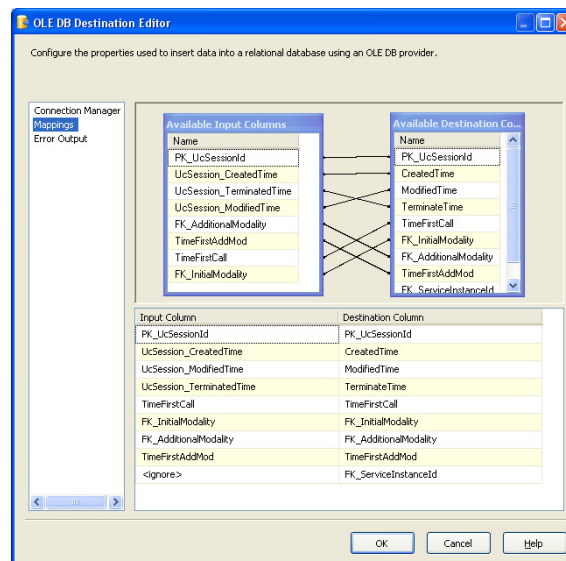 OLE DB Destination Editor
Configure the properties used to insert data into a relational database using an OLE DB provider.
Connection Manager
Mappings
Error Output
Available Input Columns
Name
PK_UcSessionId
UcSession_CreatedTime
UcSession_TerminatedTime
UcSession_ModifiedTime
FK_AdditionalModality
TimeFirstAddMod
TimeFirstCall
FK_InitialModality
Available Destination Co...
Name
PK_UcSessionId
CreatedTime
ModifiedTime
TerminateTime
TimeFirstCall
FK_InitialModality
FK_AdditionalModality
TimeFirstAddMod
FK_ServiceInstanceId
Input Column Destination Column
PK_UcSessionId PK_UcSessionId
UcSession_CreatedTime CreatedTime
UcSession_ModifiedTime ModifiedTime
UcSession_TerminatedTime TerminateTime
TimeFirstCall TimeFirstCall
FK_InitialModality FK_InitialModality
FK_AdditionalModality FK_AdditionalModality
TimeFirstAddMod TimeFirstAddMod
<ignore> FK_ServiceInstanceId
OK Cancel Help